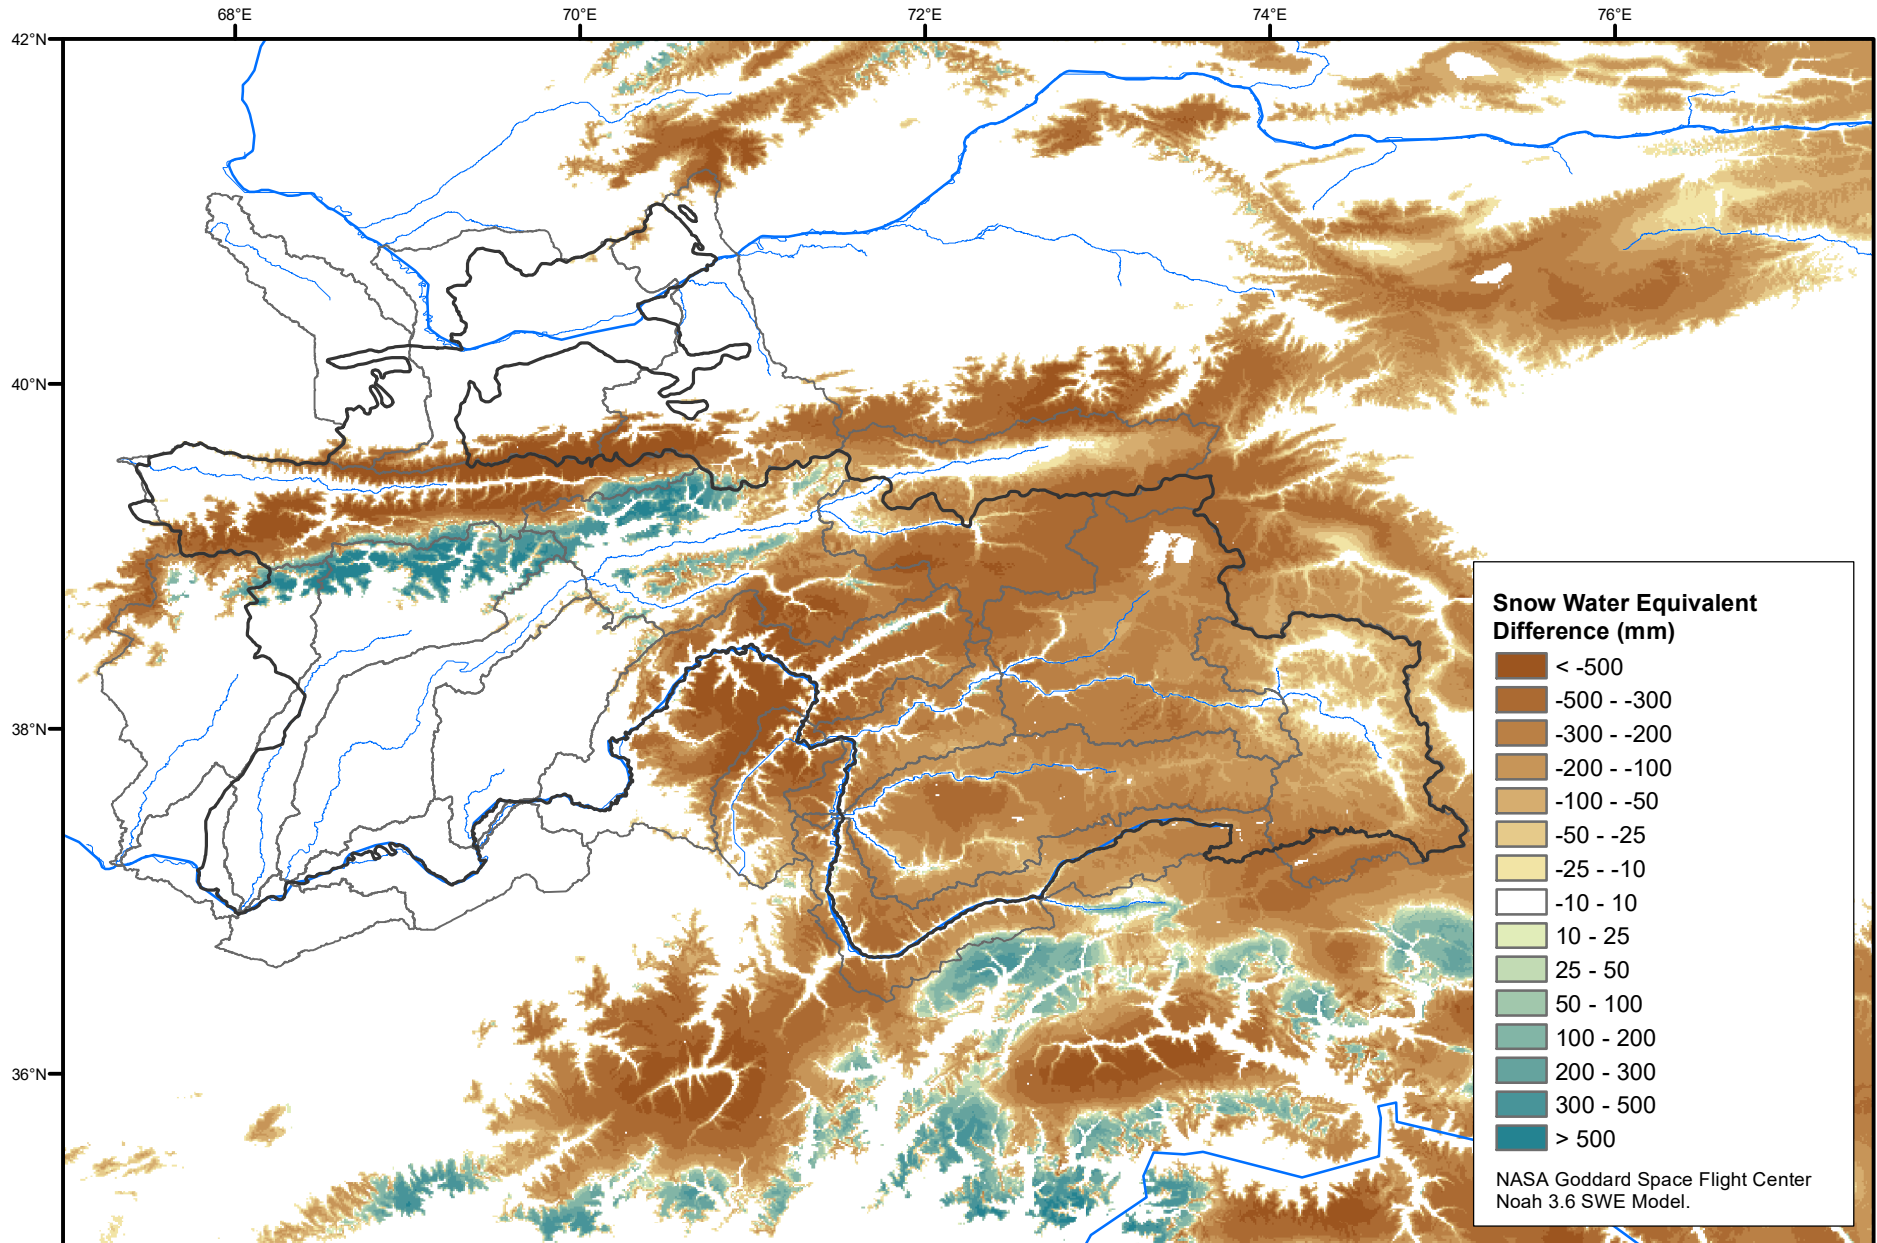 68°E 70°E 72°E 74°E 76°E
42°N
40°N
38°N
36°N
Snow Water Equivalent
Difference (mm)
< -500
-500 - -300
-300 - -200
-200 - -100
-100 - -50
-50 - -25
-25 - -10
-10 - 10
10 - 25
25 - 50
50 - 100
100 - 200
200 - 300
300 - 500
> 500
NASA Goddard Space Flight Center
Noah 3.6 SWE Model.